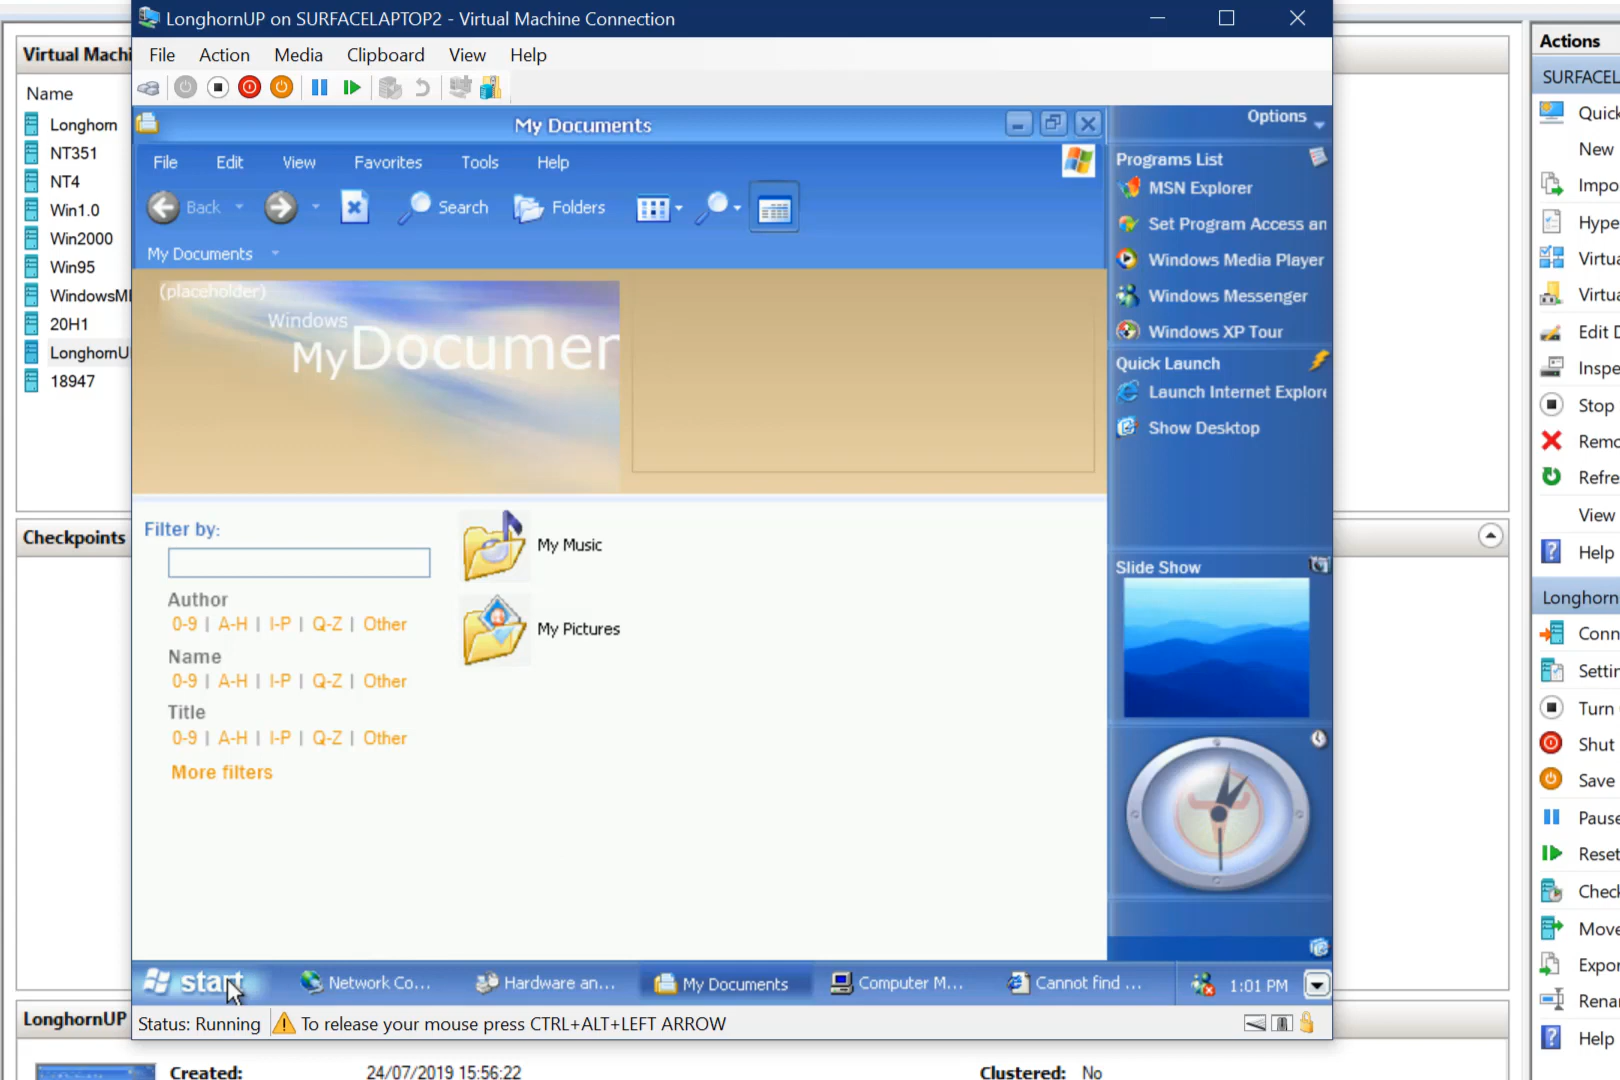 LonghornUP on SURFACELAPTOP2 - Virtual Machine Connection
File Action Media Clipboard View Help
Virtual Machi
Name
Longhorn
NT351
NT4
Win1.0
Win2000
Win95
WindowsM
20H1
LonghornU
18947
Checkpoints
LonghornUP
My Documents
File Edit View Favorites Tools Help
Back Search Folders
My Documents
(placeholder)
Windows
My Documen
Filter by:
Author
0-9 | A-H | I-P | Q-Z | Other
Name
0-9 | A-H | I-P | Q-Z | Other
Title
0-9 | A-H | I-P | Q-Z | Other
More filters
My Music
My Pictures
Options
Programs List
MSN Explorer
Set Program Access an
Windows Media Player
Windows Messenger
Windows XP Tour
Quick Launch
Launch Internet Explore
Show Desktop
Slide Show
start Network Co... Hardware an... My Documents Computer M... Cannot find ... 1:01 PM
Status: Running To release your mouse press CTRL+ALT+LEFT ARROW
Created: 24/07/2019 15:56:22 Clustered: No
Actions
SURFACEL
Quick
New
Impo
Hype
Virtua
Virtua
Edit D
Inspe
Stop
Remo
Refre
View
Help
Longhorn
Conn
Settin
Turn
Shut
Save
Pause
Reset
Check
Move
Expor
Rena
Help